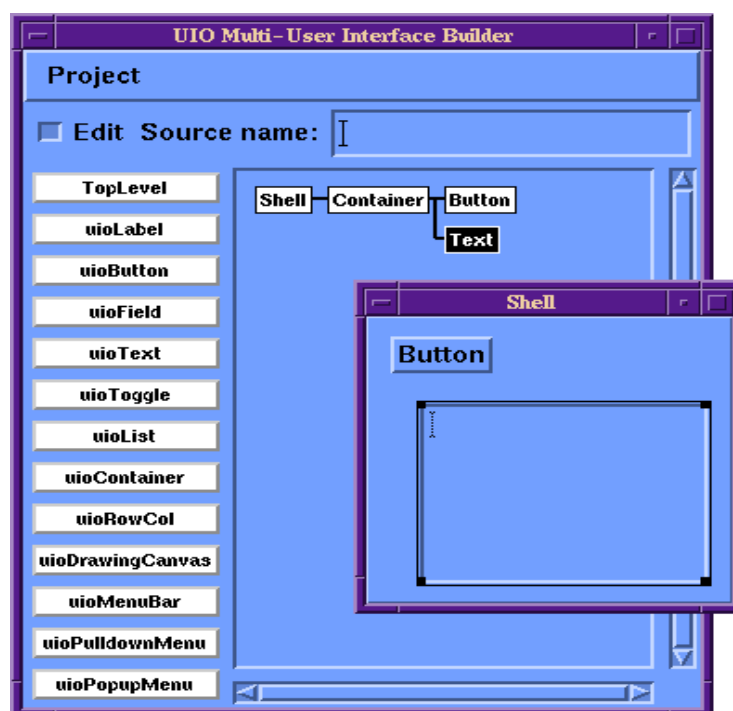 UIO Multi-User Interface Builder
Project
Edit Source name:
TopLevel
uioLabel
uioButton
uioField
uioText
uioToggle
uioList
uioContainer
uioRowCol
uioDrawingCanvas
uioMenuBar
uioPulldownMenu
uioPopupMenu
Shell Container Button
Text
Shell
Button